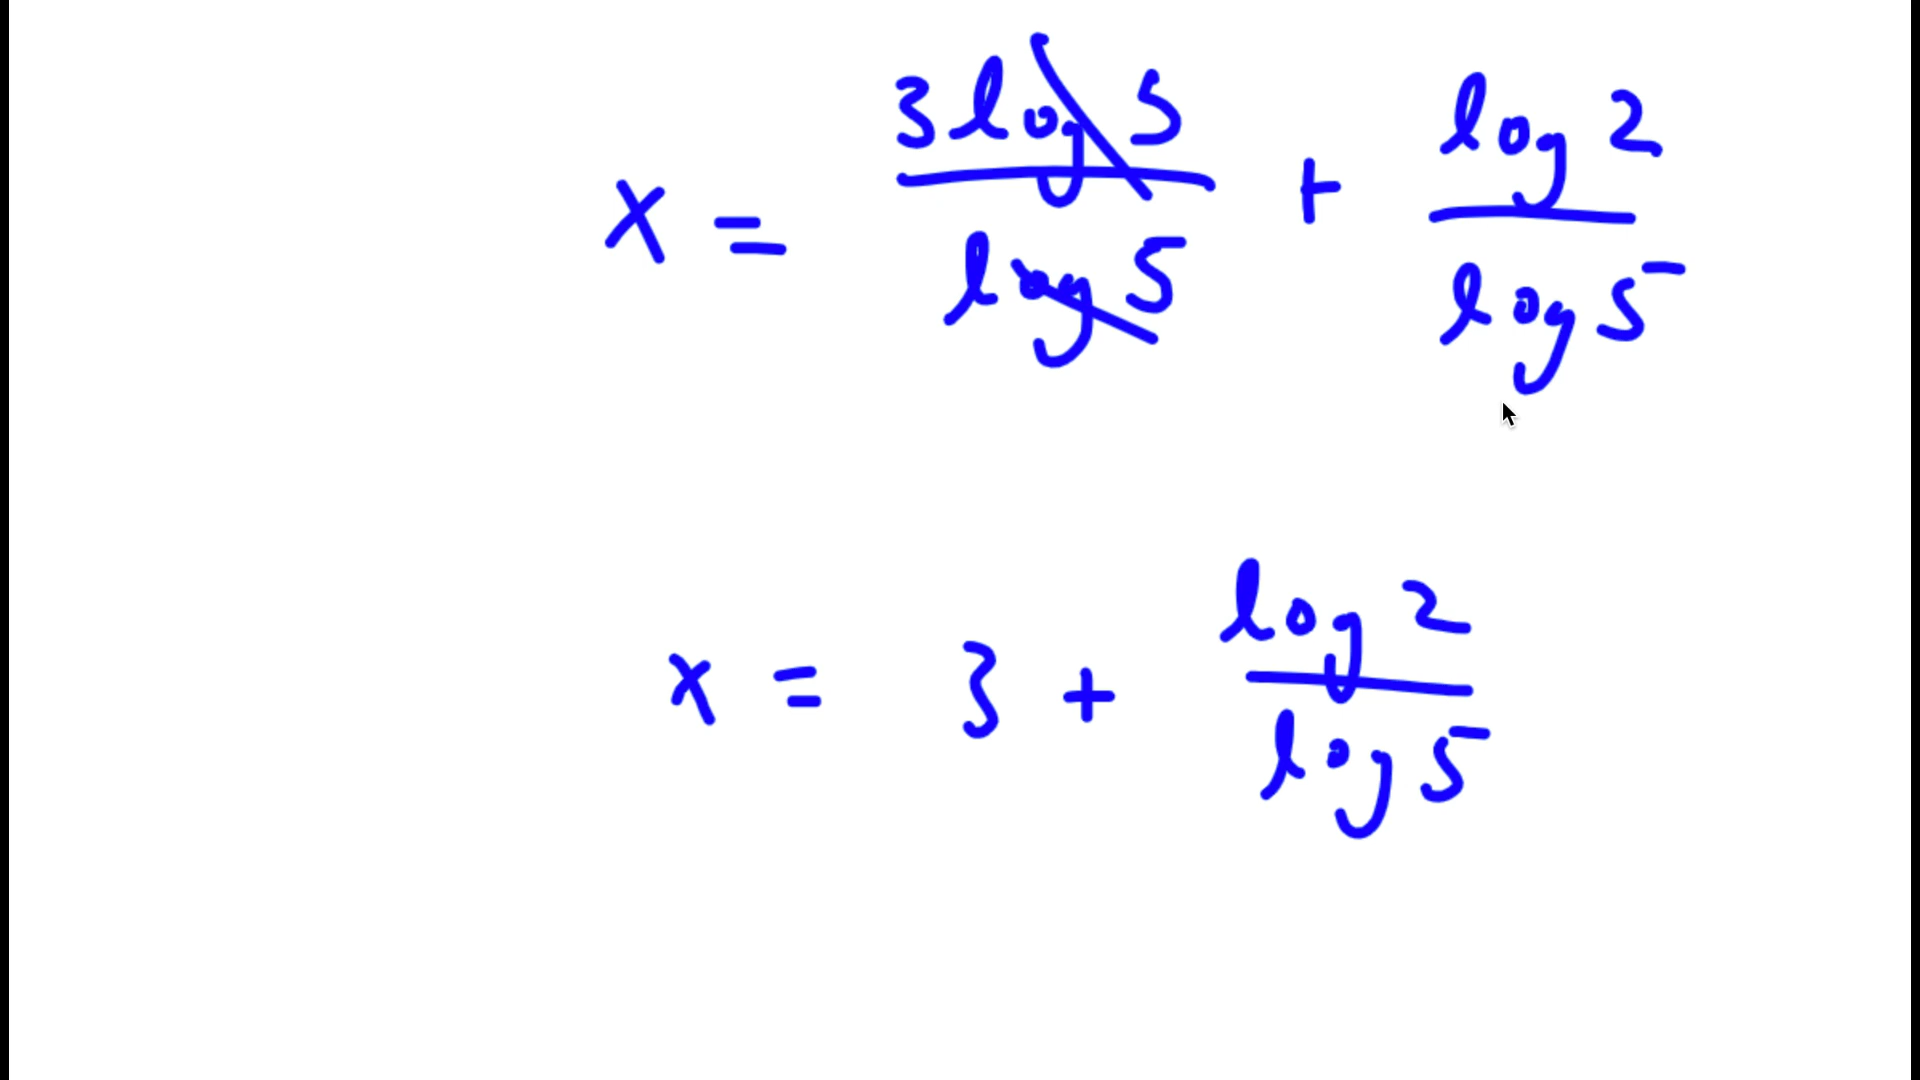 x = 3 log 5 / log 5 + log 2 / log 5
x = 3 + log 2 / log 5